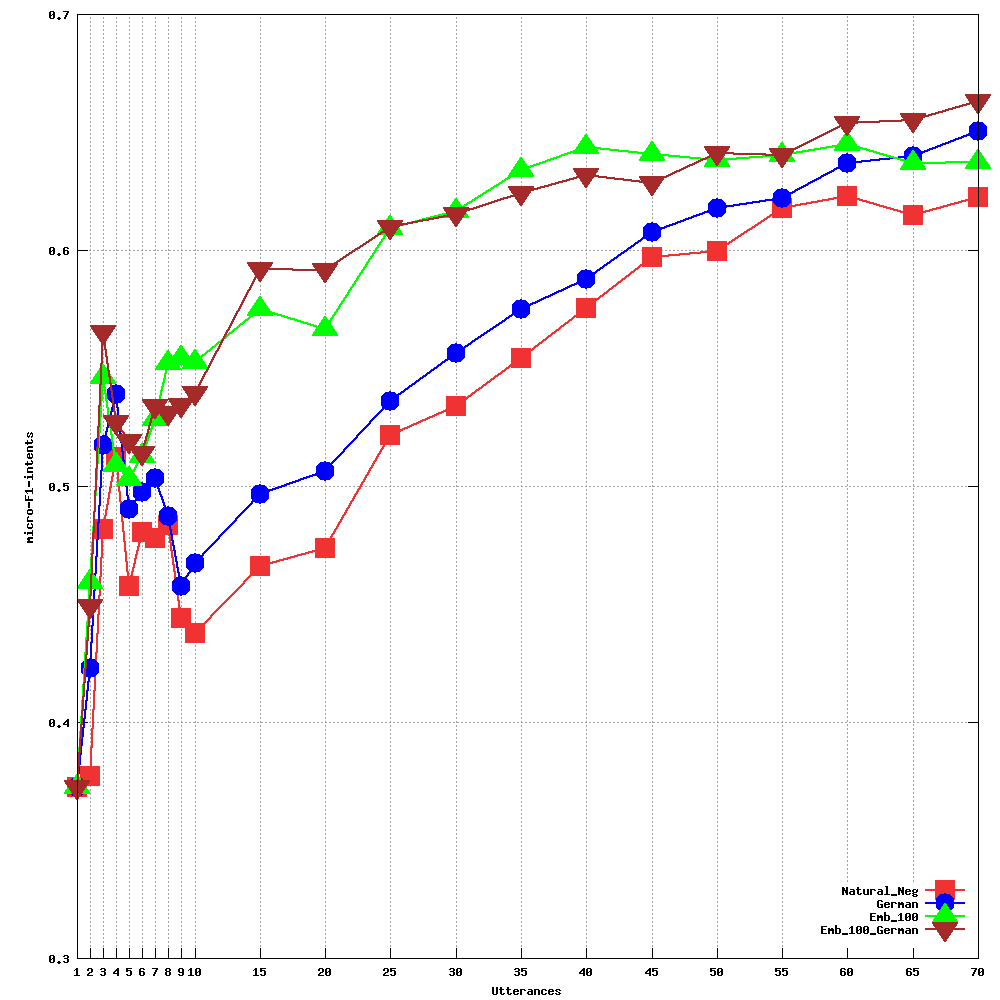 0.7
0.6
0.5
0.4
0.3
micro-F1-intents
1 2 3 4 5 6 7 8 9 10 15 20 25 30 35 40 45 50 55 60 65 70
Utterances
Natural_Neg
German
Emb_100
Emb_100_German